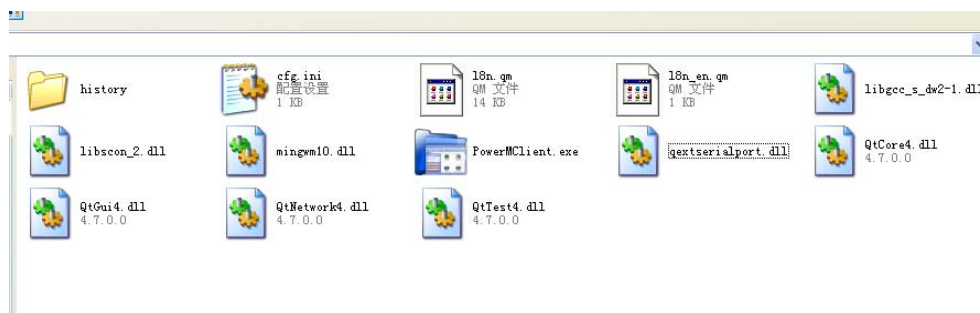 history
cfg.ini
配置设置
1 KB
18n.qm
QM 文件
14 KB
18n_en.qm
QM 文件
1 KB
libgcc_s_dw2-1.dll
libscon_2.dll
mingwm10.dll
PowerMClient.exe
qextserialport.dll
QtCore4.dll
4.7.0.0
QtGui4.dll
4.7.0.0
QtNetwork4.dll
4.7.0.0
QtTest4.dll
4.7.0.0